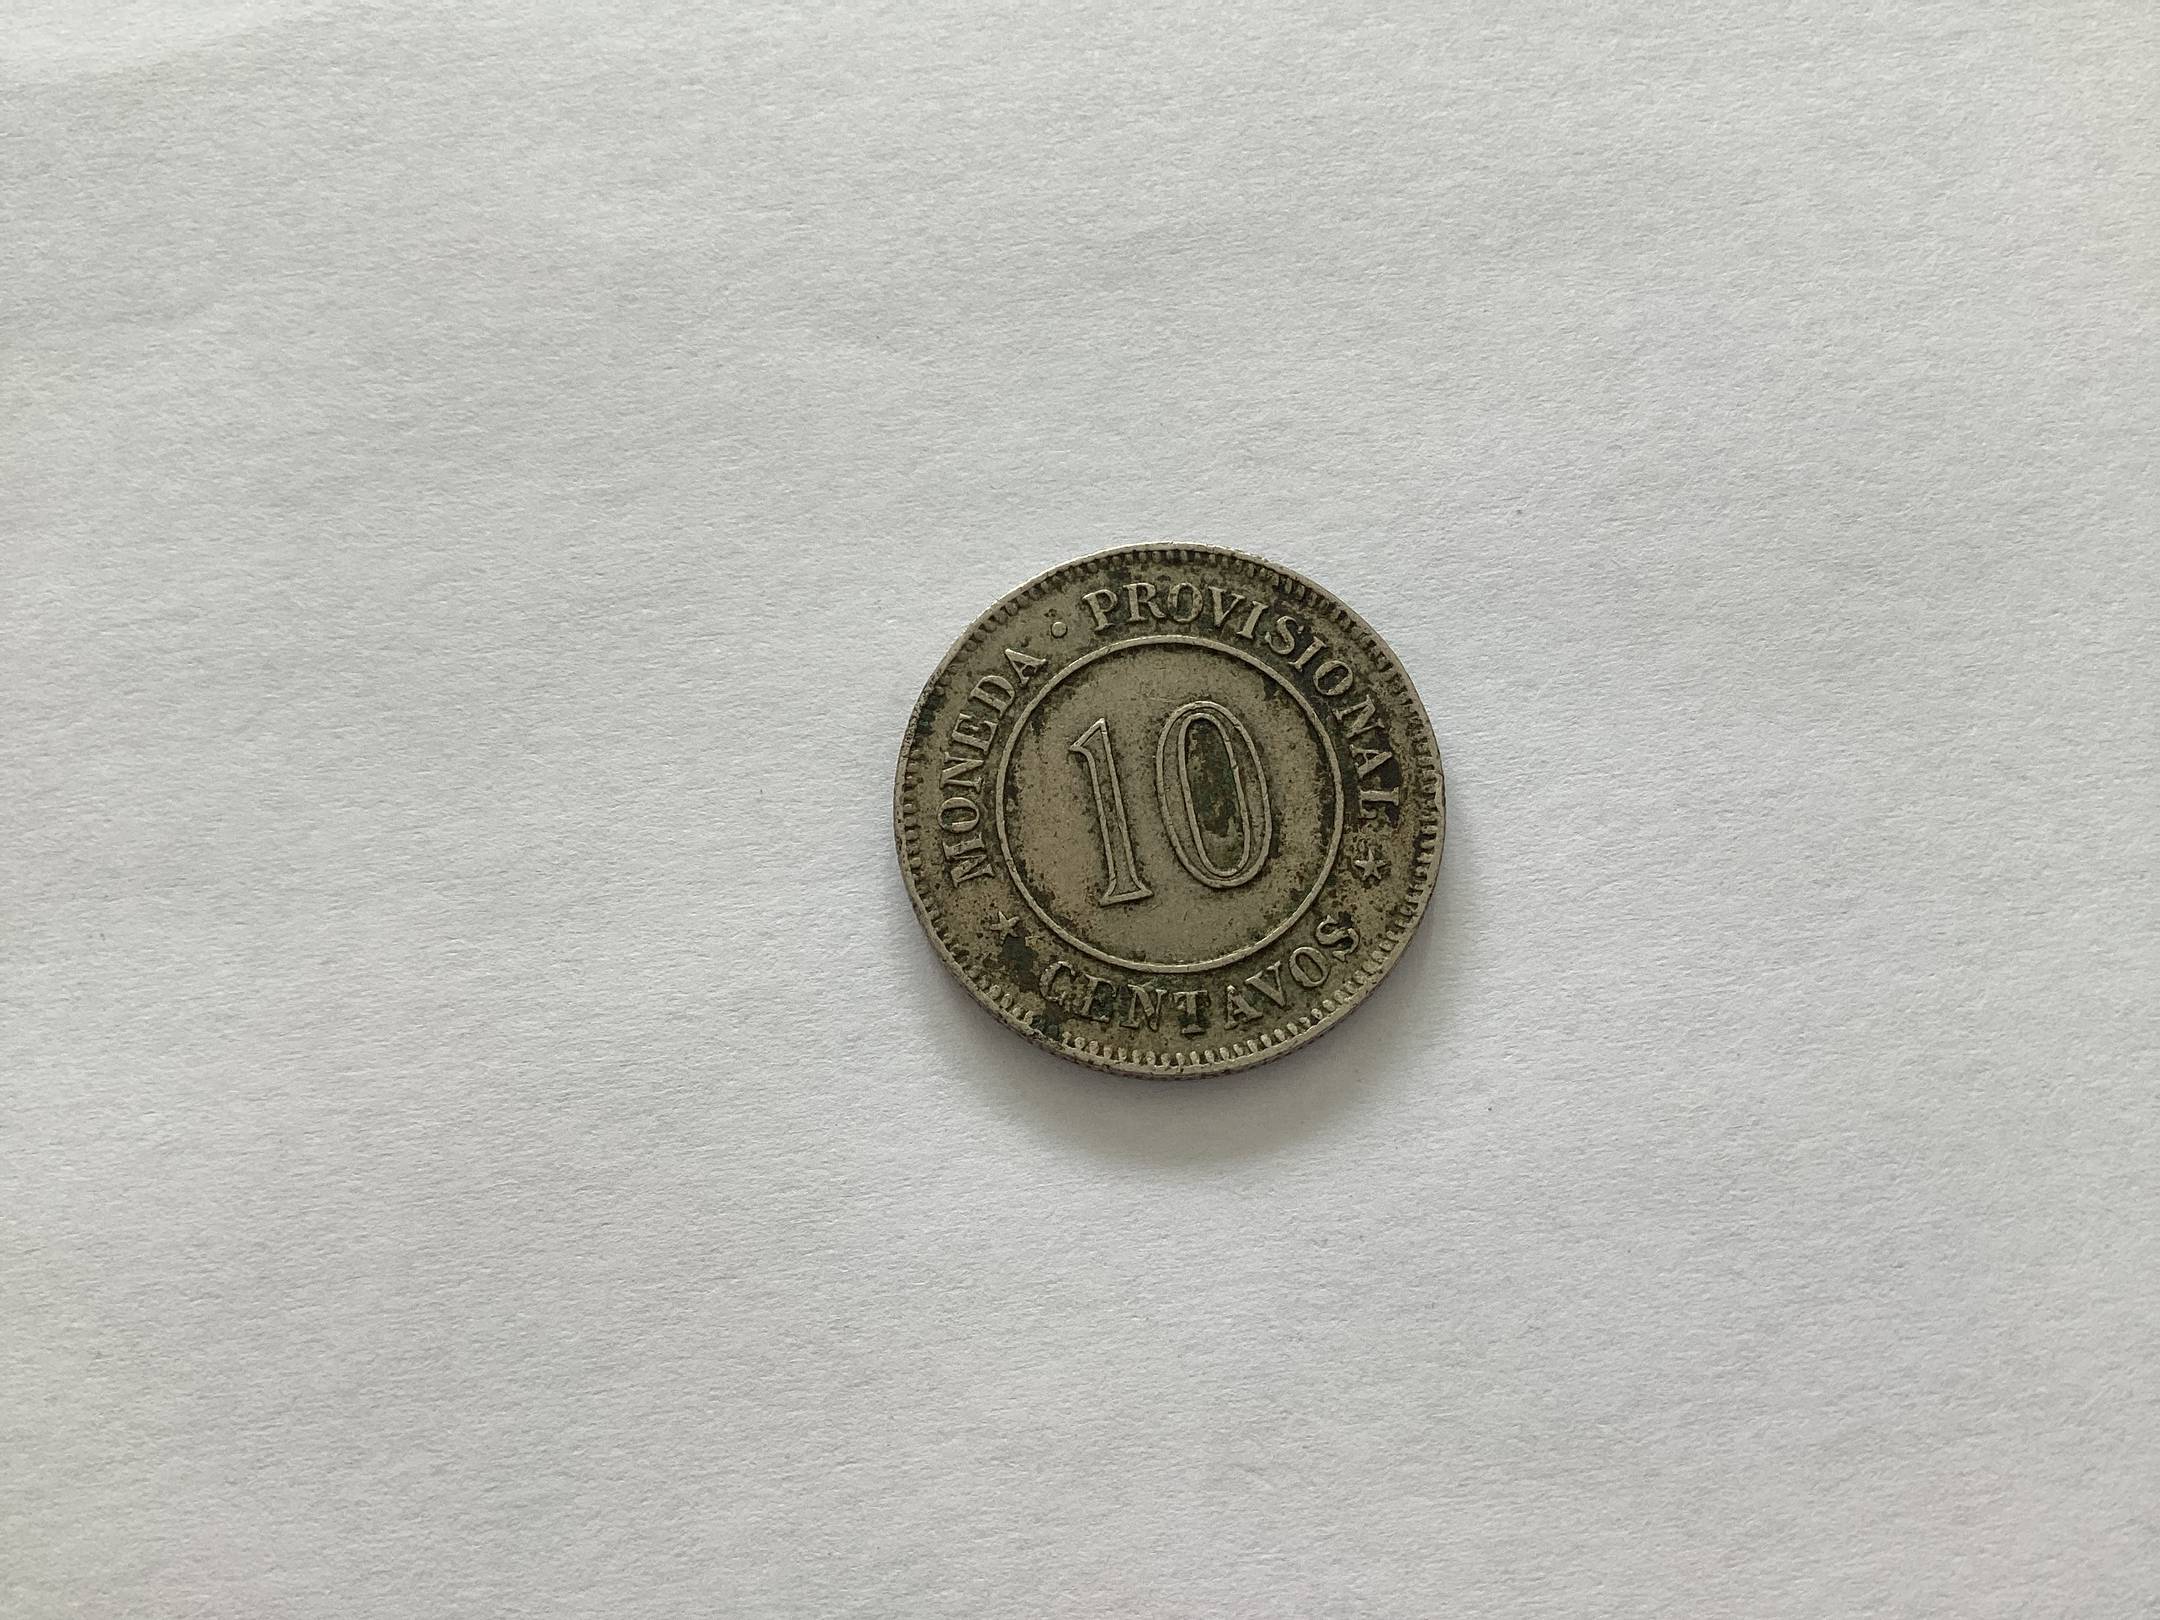 MONEDA · PROVISIONAL
10
CENTAVOS